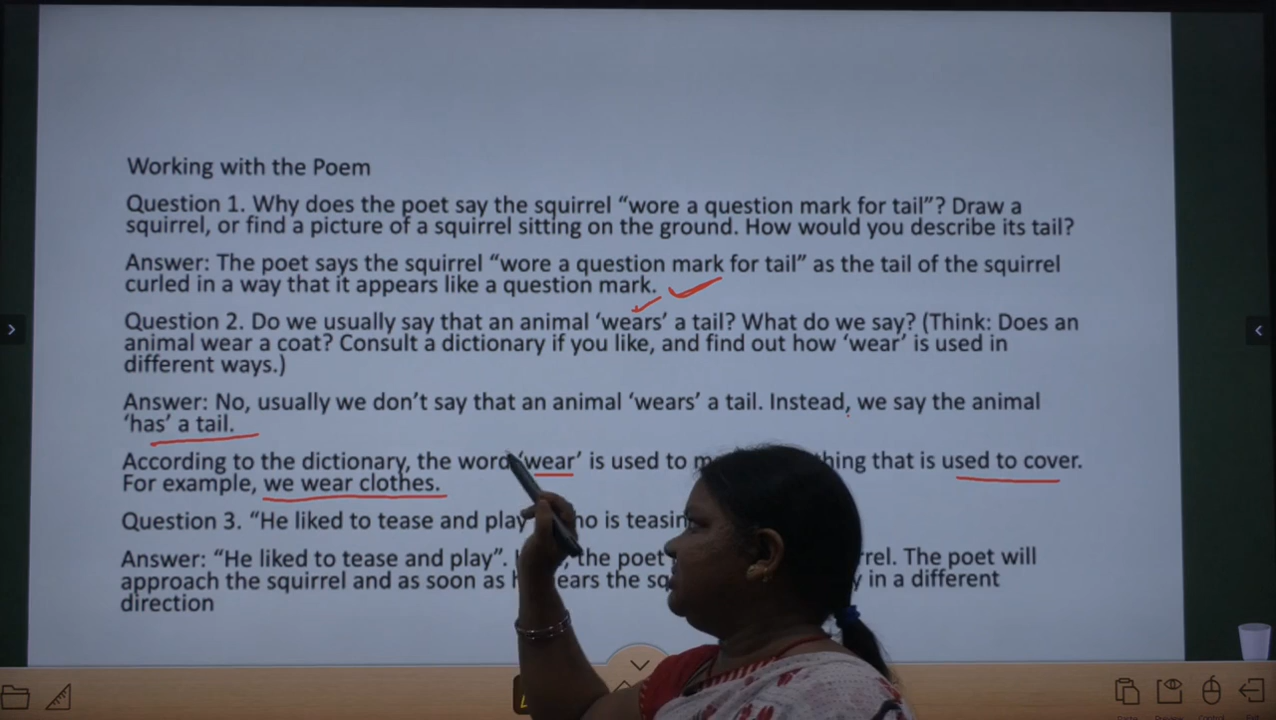 Working with the Poem
Question 1. Why does the poet say the squirrel “wore a question mark for tail”? Draw a
squirrel, or find a picture of a squirrel sitting on the ground. How would you describe its tail?
Answer: The poet says the squirrel “wore a question mark for tail” as the tail of the squirrel
curled in a way that it appears like a question mark.
Question 2. Do we usually say that an animal ‘wears’ a tail? What do we say? (Think: Does an
animal wear a coat? Consult a dictionary if you like, and find out how ‘wear’ is used in
different ways.)
Answer: No, usually we don’t say that an animal ‘wears’ a tail. Instead, we say the animal
‘has’ a tail.
According to the dictionary, the word ‘wear’ is used to thing that is used to cover.
For example, we wear clothes.
Question 3. “He liked to tease and play is
Answer: “He liked to tease and play”. the poet The poet will
approach the squirrel and as soon as the in a different
direction